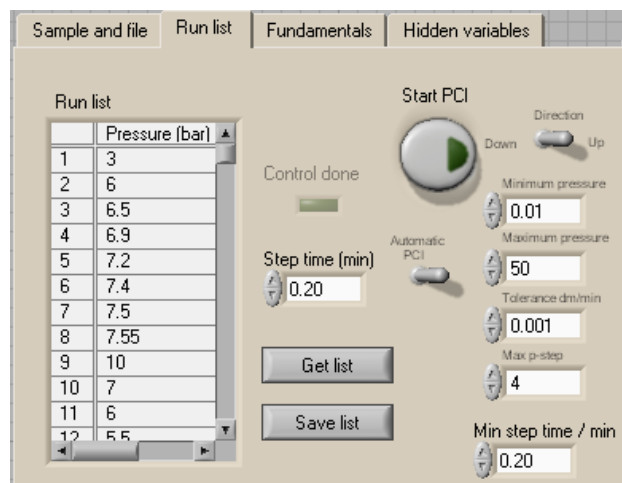 Sample and file Run list Fundamentals Hidden variables
Run list
Pressure (bar)
1 3
2 6
3 6.5
4 6.9
5 7.2
6 7.4
7 7.5
8 7.55
9 10
10 7
11 6
12 5.5
Control done
Step time (min)
0.20
Get list
Save list
Start PCI
Automatic
PCI
Direction
Down Up
Minimum pressure
0.01
Maximum pressure
50
Tolerance dm/min
0.001
Max p-step
4
Min step time / min
0.20